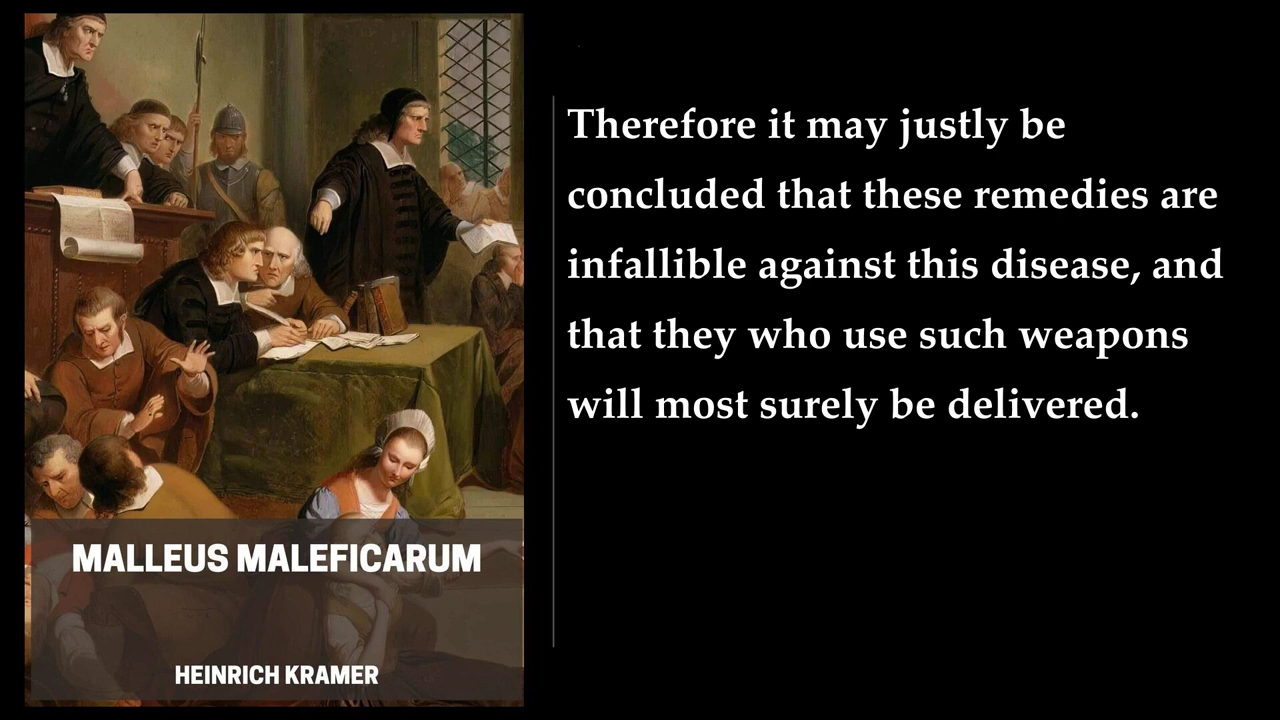 Therefore it may justly be
concluded that these remedies are
infallible against this disease, and
that they who use such weapons
will most surely be delivered.
MALLEUS MALEFICARUM
HEINRICH KRAMER